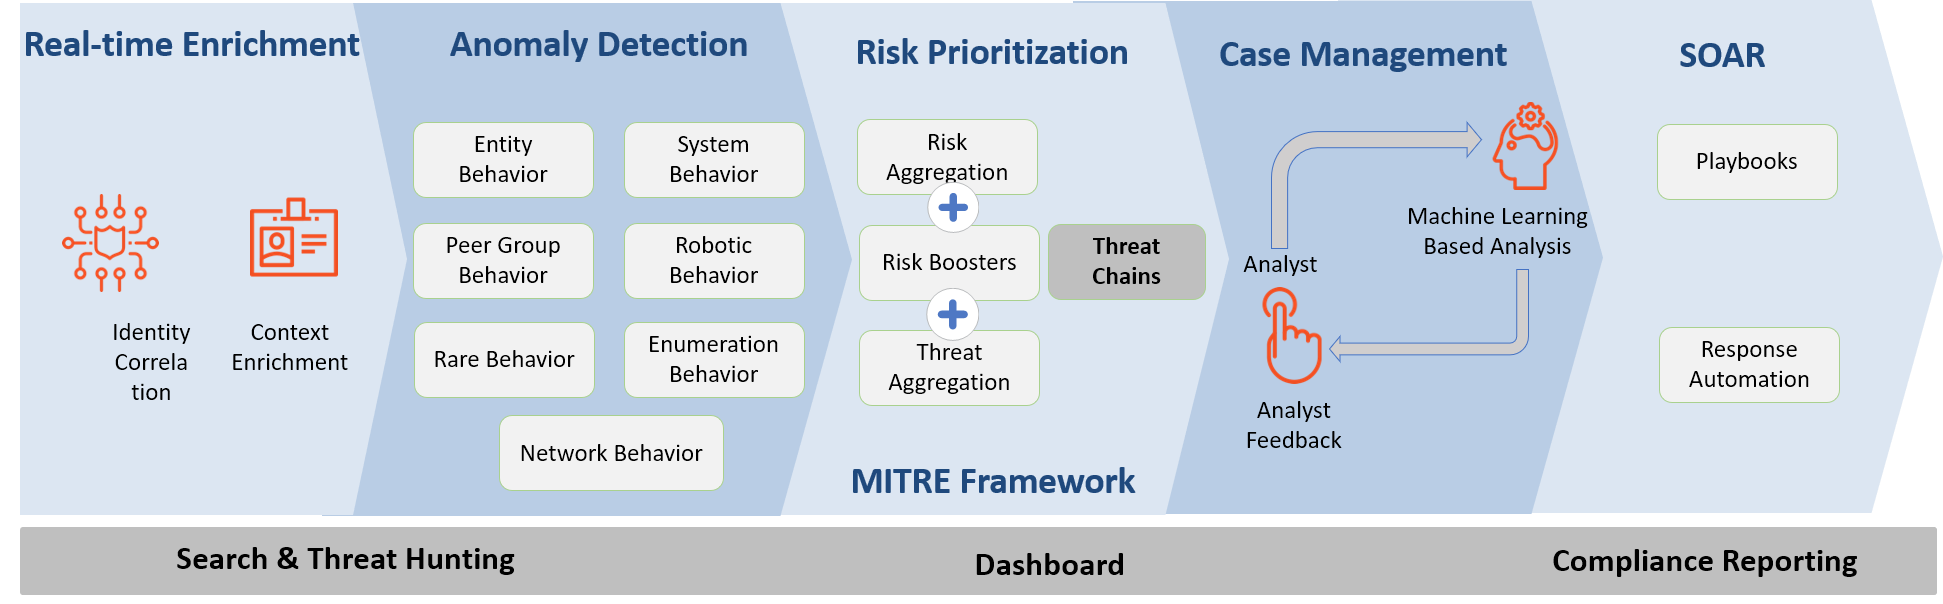 Real-time Enrichment
Identity
Correla
tion
Context
Enrichment
Anomaly Detection
Entity
Behavior
System
Behavior
Peer Group
Behavior
Robotic
Behavior
Rare Behavior
Enumeration
Behavior
Network Behavior
Risk Prioritization
Risk
Aggregation
Risk Boosters
Threat
Aggregation
Threat
Chains
MITRE Framework
Case Management
Analyst
Machine Learning
Based Analysis
Analyst
Feedback
SOAR
Playbooks
Response
Automation
Search & Threat Hunting
Dashboard
Compliance Reporting